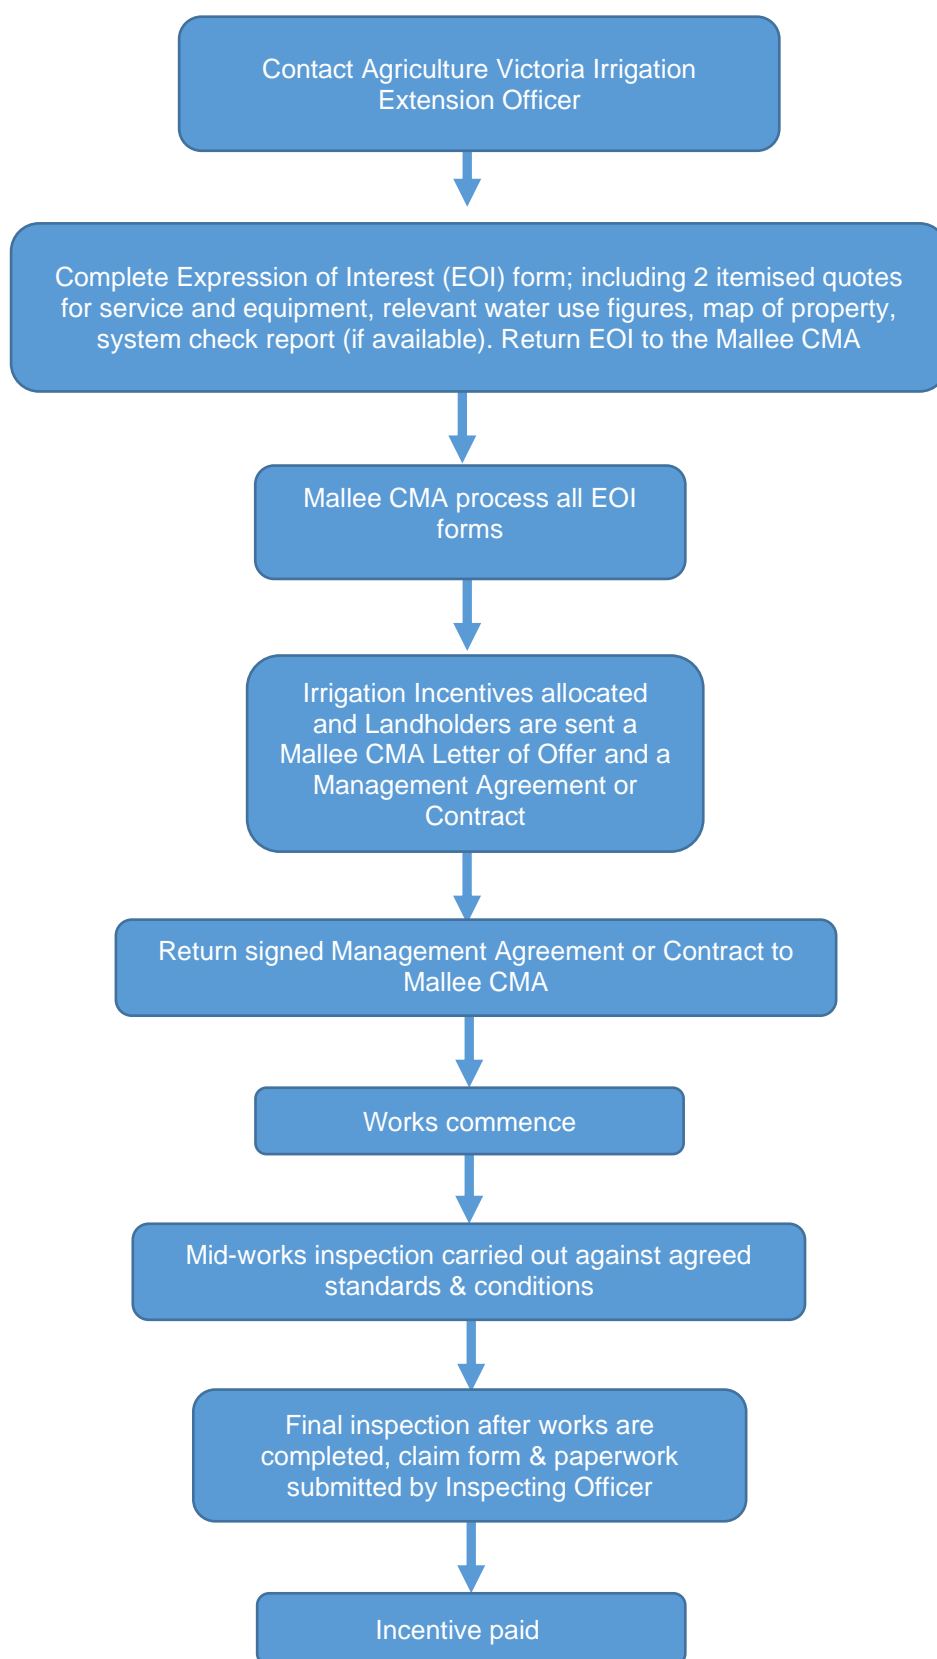 Contact Agriculture Victoria Irrigation
Extension Officer
Complete Expression of Interest (EOI) form; including 2 itemised quotes
for service and equipment, relevant water use figures, map of property,
system check report (if available). Return EOI to the Mallee CMA
Mallee CMA process all EOI
forms
Irrigation Incentives allocated
and Landholders are sent a
Mallee CMA Letter of Offer and a
Management Agreement or
Contract
Return signed Management Agreement or Contract to
Mallee CMA
Works commence
Mid-works inspection carried out against agreed
standards & conditions
Final inspection after works are
completed, claim form & paperwork
submitted by Inspecting Officer
Incentive paid